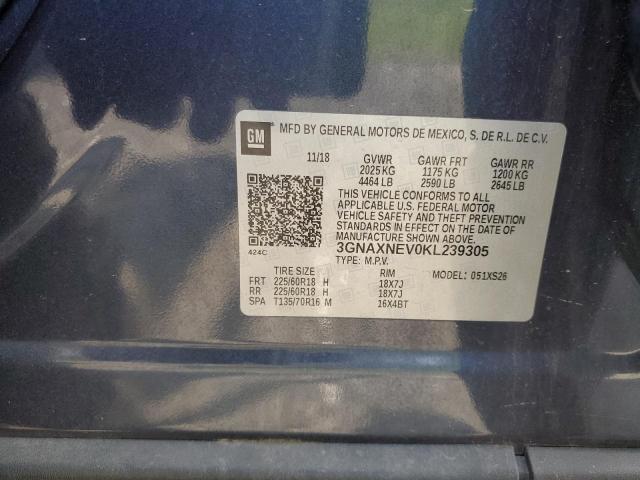 GM MFD BY GENERAL MOTORS DE MEXICO, S. DE R.L. DE C.V.
11/18 GVWR GAWR FRT GAWR RR
2025 KG 1175 KG 1200 KG
4464 LB 2590 LB 2645 LB
THIS VEHICLE CONFORMS TO ALL
APPLICABLE U.S. FEDERAL MOTOR
VEHICLE SAFETY AND THEFT PREVENTION
STANDARDS IN EFFECT ON THE DATE OF
MANUFACTURE SHOWN ABOVE.
424C 3GNAXNEV0KL239305
TYPE: M.P.V. MODEL: 051XS26
TIRE SIZE RIM
FRT 225/60R18 H 18X7J
RR 225/60R18 H 18X7J
SPA T135/70R16 M 16X4BT